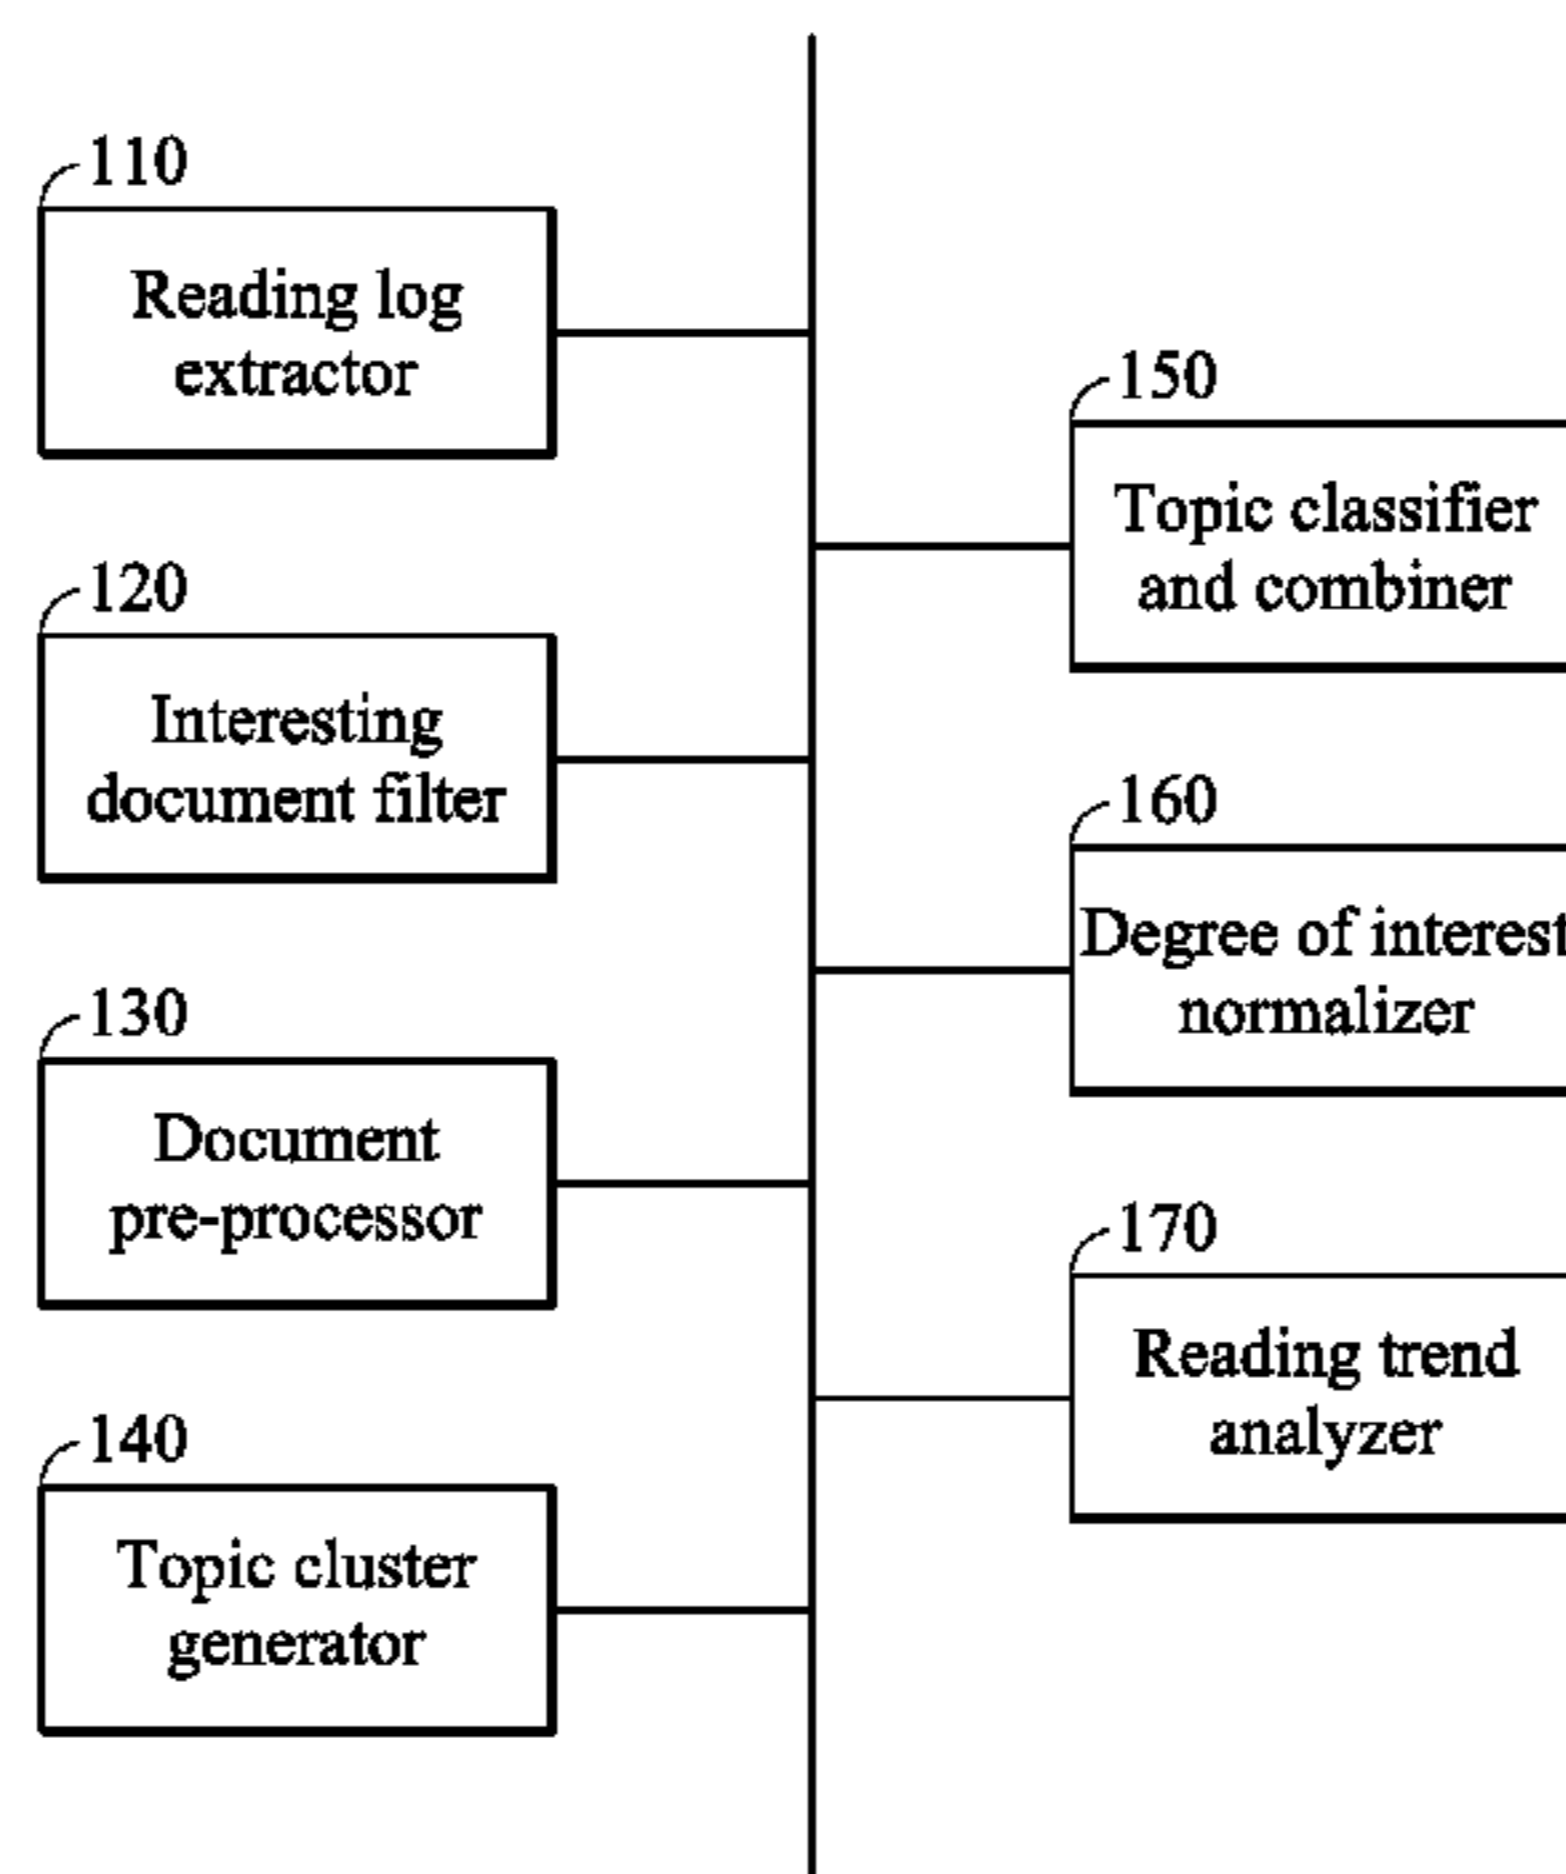 110
Reading log
extractor
120
Interesting
document filter
130
Document
pre-processor
140
Topic cluster
generator
150
Topic classifier
and combiner
160
Degree of interest
normalizer
170
Reading trend
analyzer